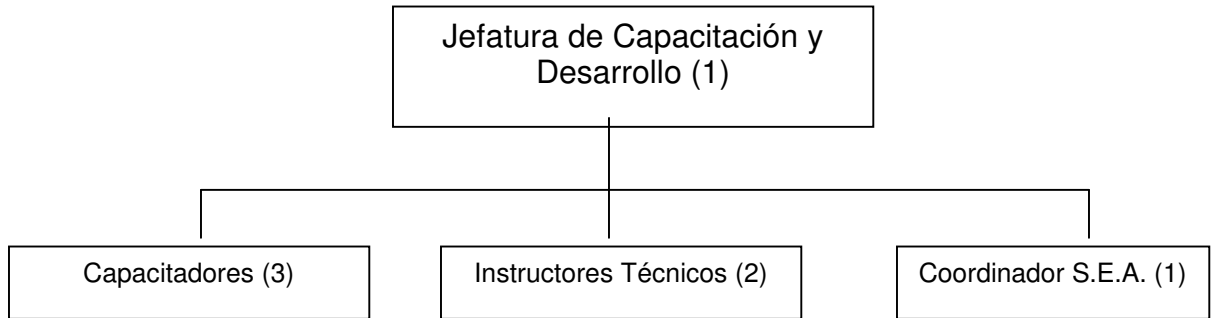 Jefatura de Capacitación y
Desarrollo (1)
Capacitadores (3)
Instructores Técnicos (2)
Coordinador S.E.A. (1)